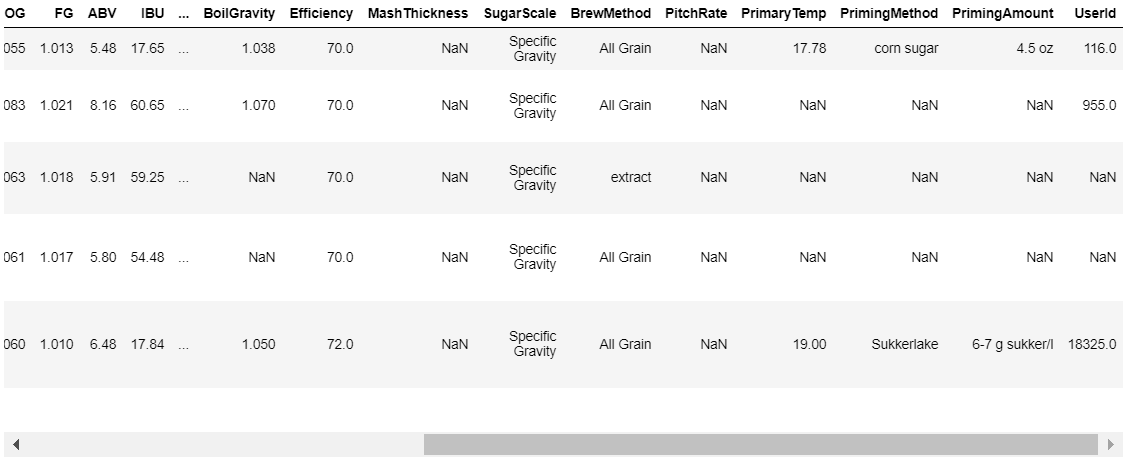 OG FG ABV IBU ... BoilGravity Efficiency MashThickness SugarScale BrewMethod PitchRate PrimaryTemp PrimingMethod PrimingAmount UserId
055 1.013 5.48 17.65 ... 1.038 70.0 NaN Specific Gravity All Grain NaN 17.78 corn sugar 4.5 oz 116.0
083 1.021 8.16 60.65 ... 1.070 70.0 NaN Specific Gravity All Grain NaN NaN NaN NaN 955.0
063 1.018 5.91 59.25 ... NaN 70.0 NaN Specific Gravity extract NaN NaN NaN NaN NaN
061 1.017 5.80 54.48 ... NaN 70.0 NaN Specific Gravity All Grain NaN NaN NaN NaN NaN
060 1.010 6.48 17.84 ... 1.050 72.0 NaN Specific Gravity All Grain NaN 19.00 Sukkerlake 6-7 g sukker/l 18325.0